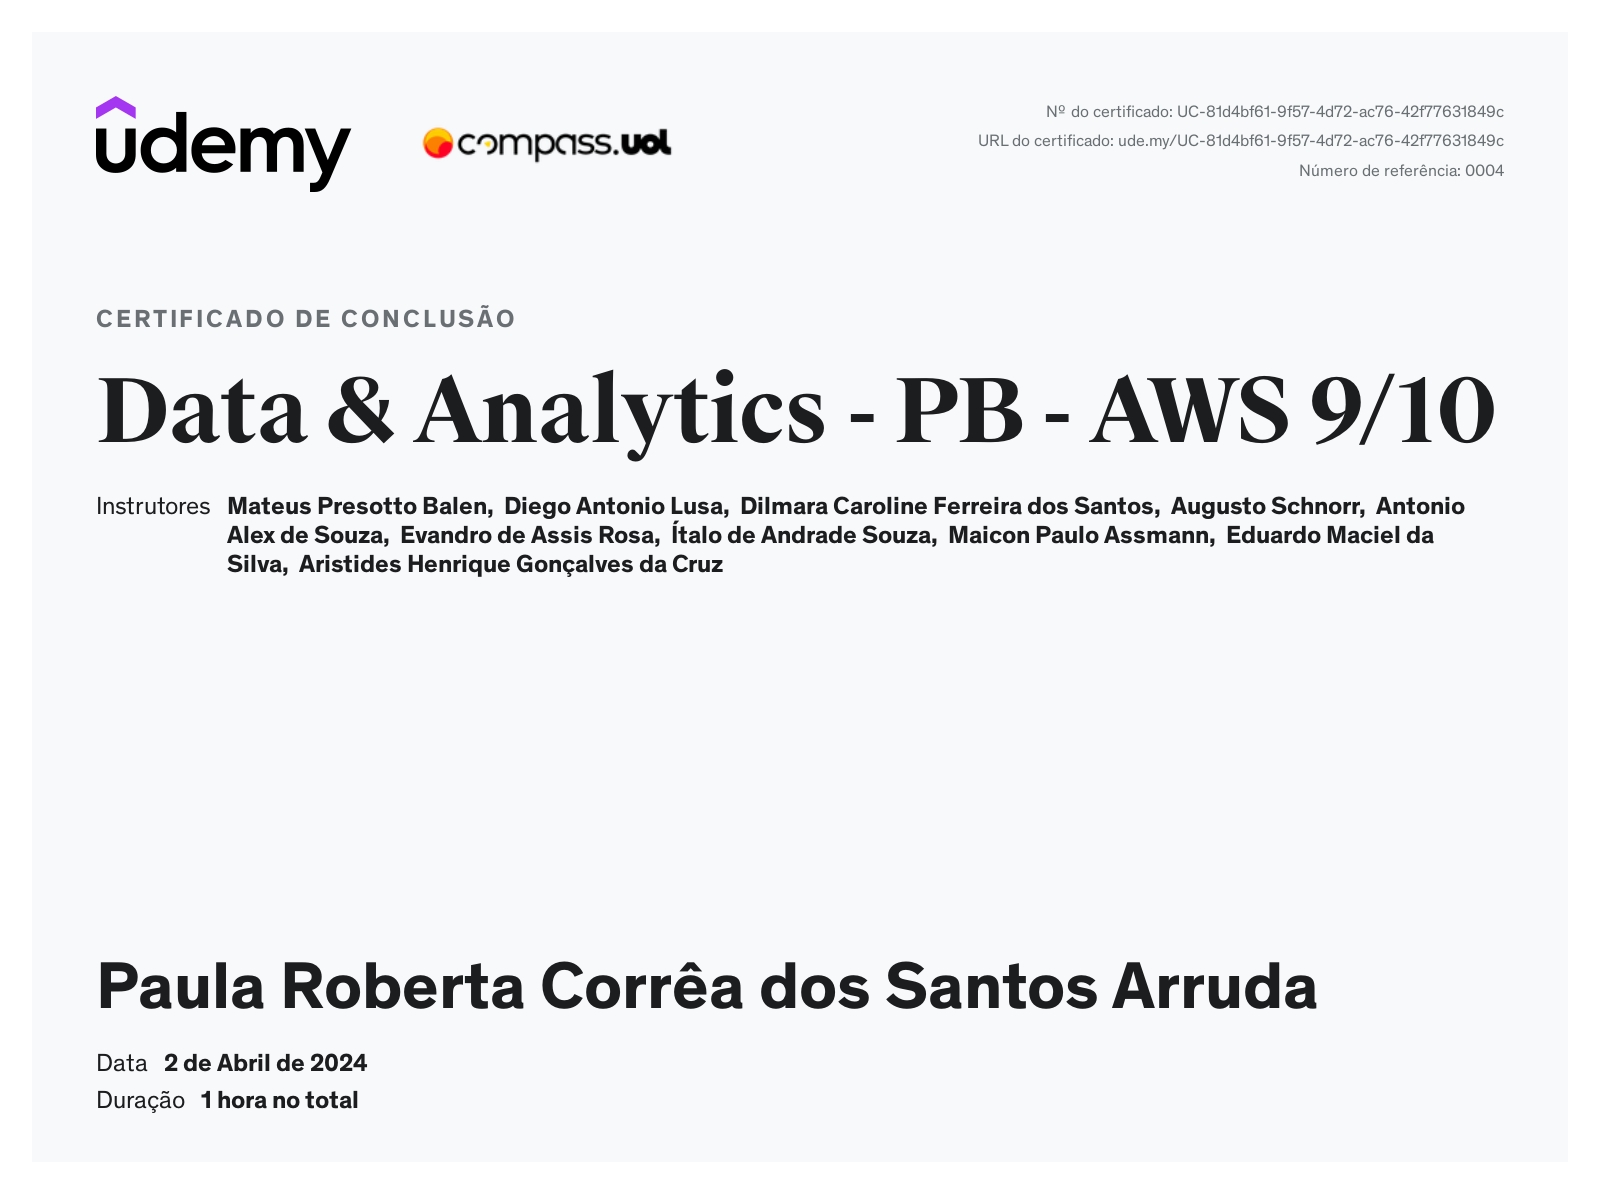 udemy
compass.uol
Nº do certificado: UC-81d4bf61-9f57-4d72-ac76-42f77631849c
URL do certificado: ude.my/UC-81d4bf61-9f57-4d72-ac76-42f77631849c
Número de referência: 0004
CERTIFICADO DE CONCLUSÃO
Data & Analytics - PB - AWS 9/10
Instrutores Mateus Presotto Balen, Diego Antonio Lusa, Dilmara Caroline Ferreira dos Santos, Augusto Schnorr, Antonio
Alex de Souza, Evandro de Assis Rosa, Ítalo de Andrade Souza, Maicon Paulo Assmann, Eduardo Maciel da
Silva, Aristides Henrique Gonçalves da Cruz
Paula Roberta Corrêa dos Santos Arruda
Data 2 de Abril de 2024
Duração 1 hora no total